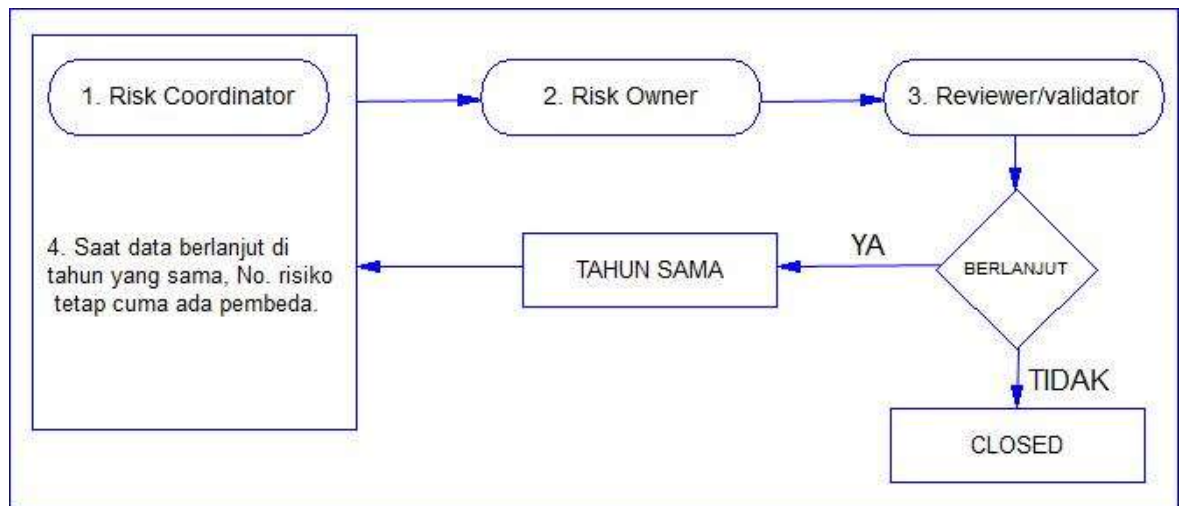 1. Risk Coordinator
2. Risk Owner
3. Reviewer/validator
4. Saat data berlanjut di
tahun yang sama, No. risiko
tetap cuma ada pembeda.
TAHUN SAMA
YA
BERLANJUT
TIDAK
CLOSED